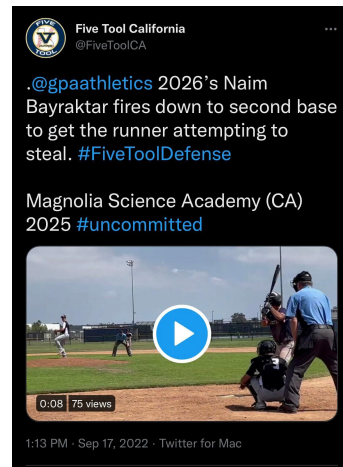 FIVE
V
TOOL
Five Tool California
@FiveToolCA
.@gpaathletics 2026's Naim
Bayraktar fires down to second base
to get the runner attempting to
steal. #FiveToolDefense
Magnolia Science Academy (CA)
2025 #uncommitted
0:08 75 views
1:13 PM · Sep 17, 2022 · Twitter for Mac